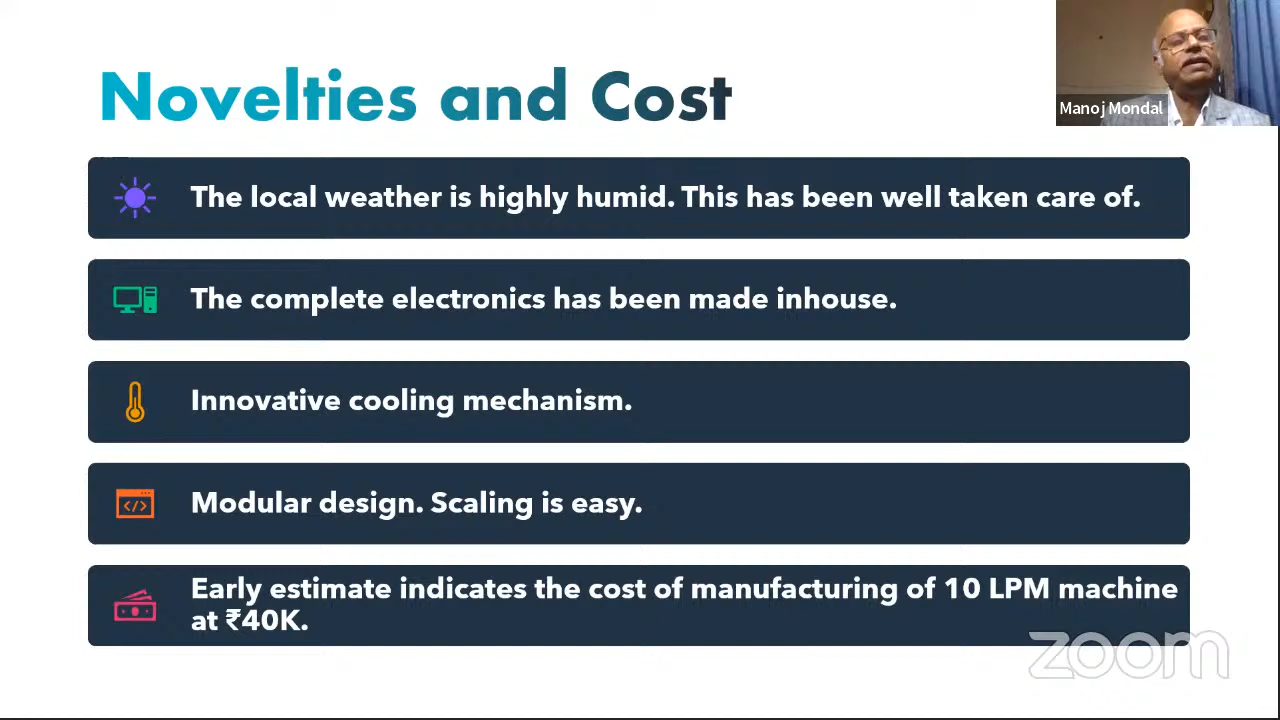 Novelties and Cost
Manoj Mondal
The local weather is highly humid. This has been well taken care of.
The complete electronics has been made inhouse.
Innovative cooling mechanism.
Modular design. Scaling is easy.
Early estimate indicates the cost of manufacturing of 10 LPM machine
at ₹40K.
zoom